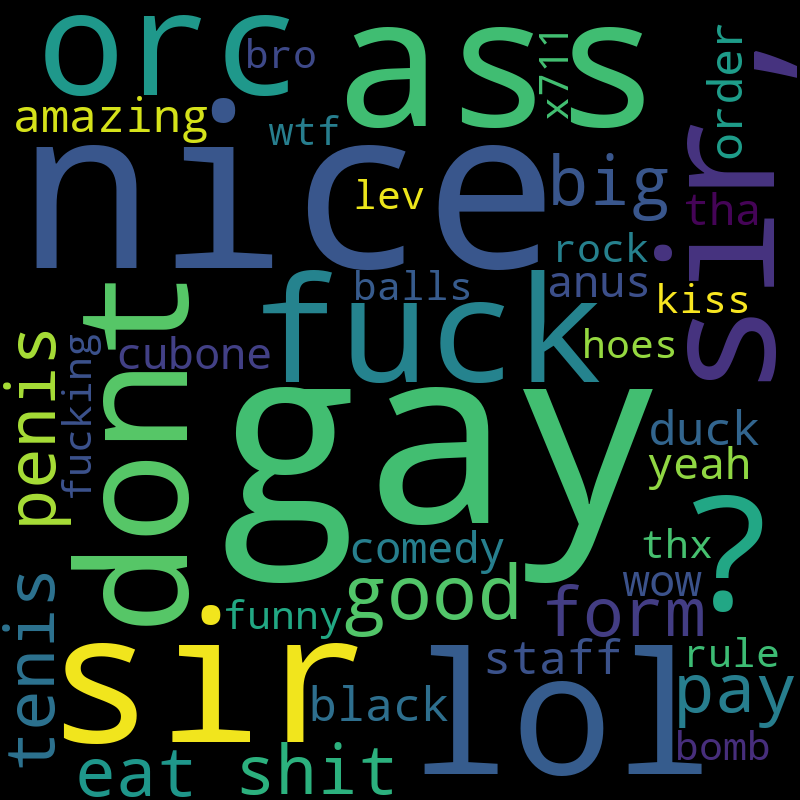 orc
bro
ass
x711
order
amazing
wtf
nice
lev
big
sir,
tha
rock
balls
anus
kiss
dont
fuck
hoes
cubone
penis
fucking
gay
duck
yeah
?
comedy
thx
good
wow
tenis
funny
form
sir
lol
staff
rule
black
pay
bomb
eat
shit